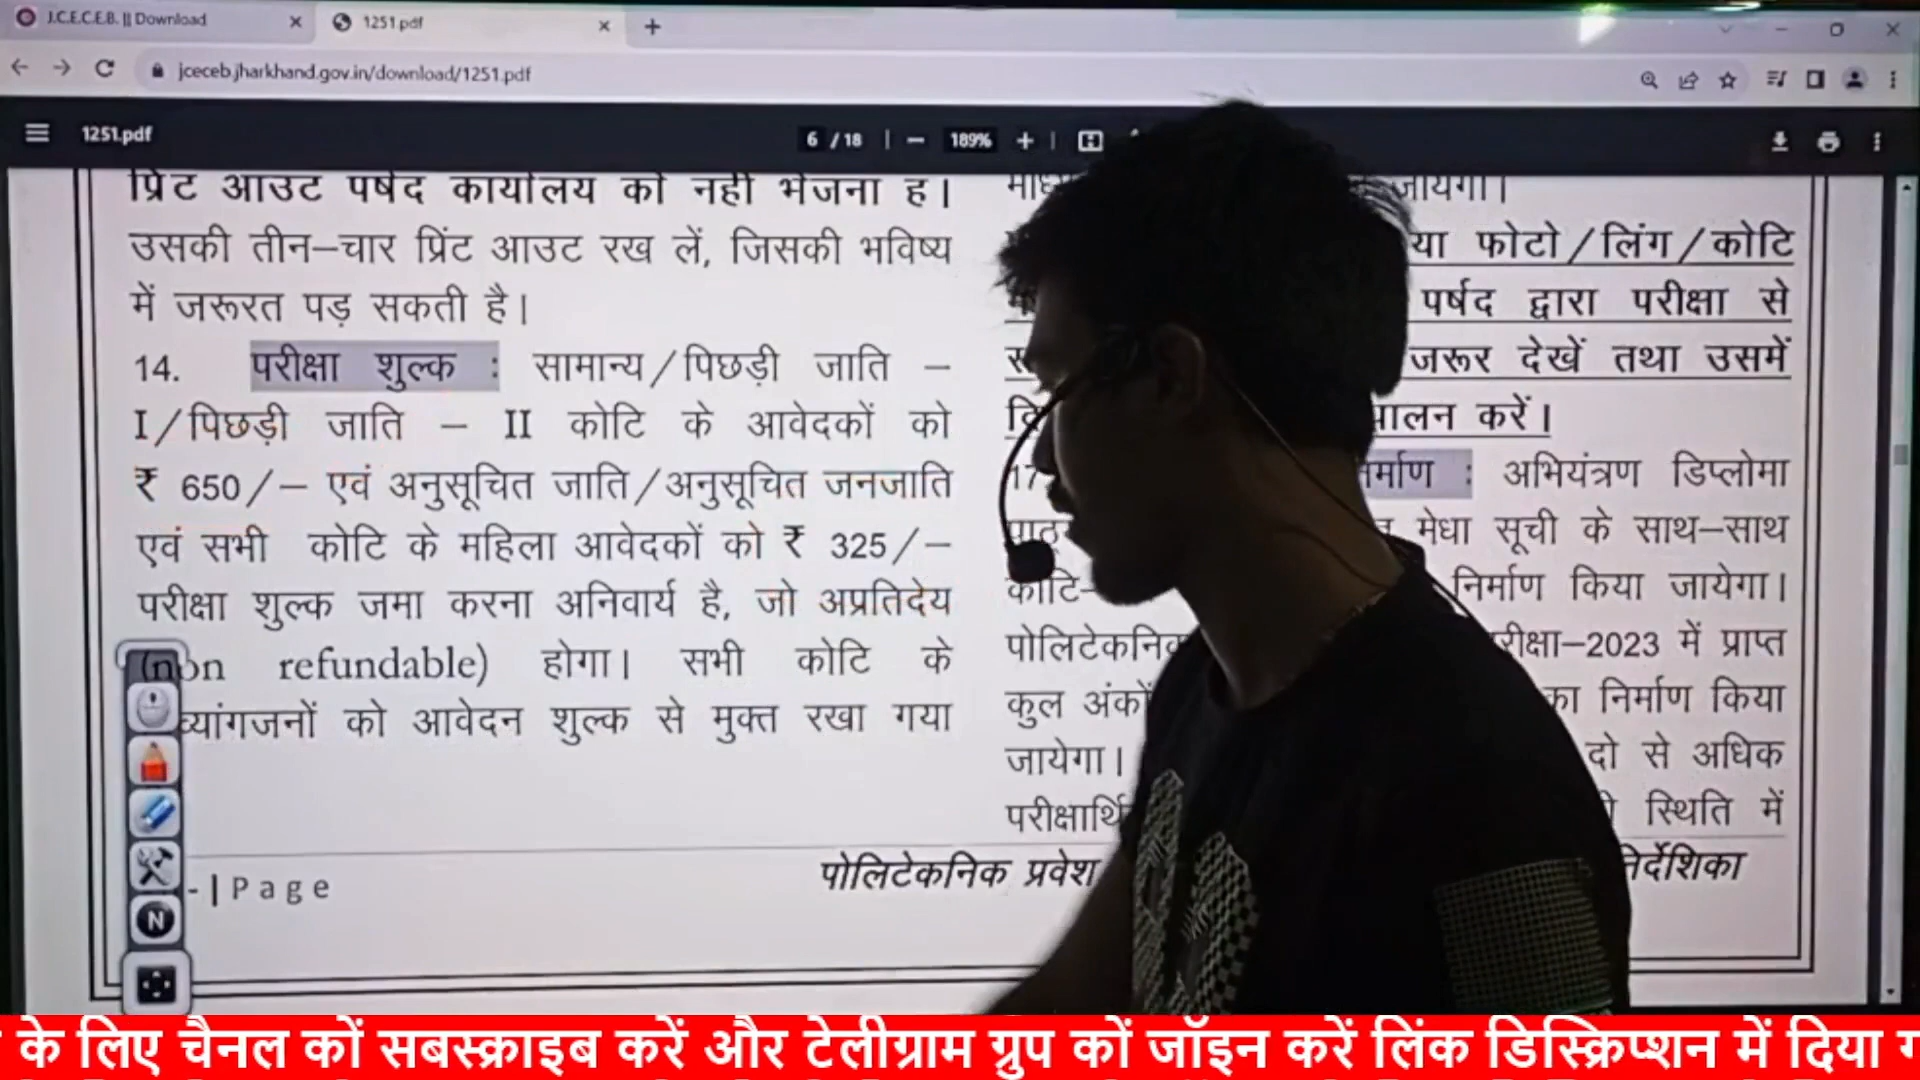 J.C.E.C.E.B. || Download
1251.pdf
jceceb.jharkhand.gov.in/download/1251.pdf
1251.pdf
6 / 18
189%
प्रिंट आउट पर्षद कार्यालय को नहीं भेजना है।
उसकी तीन–चार प्रिंट आउट रख लें, जिसकी भविष्य
में जरूरत पड़ सकती है।
14. परीक्षा शुल्क : सामान्य/पिछड़ी जाति –
I/पिछड़ी जाति – II कोटि के आवेदकों को
₹ 650/– एवं अनुसूचित जाति/अनुसूचित जनजाति
एवं सभी कोटि के महिला आवेदकों को ₹ 325/–
परीक्षा शुल्क जमा करना अनिवार्य है, जो अप्रतिदेय
(non refundable) होगा। सभी कोटि के
व्यांगजनों को आवेदन शुल्क से मुक्त रखा गया
- | Page
जायेगा।
या फोटो/लिंग/कोटि
पर्षद द्वारा परीक्षा से
जरूर देखें तथा उसमें
पालन करें।
17 र्माण : अभियंत्रण डिप्लोमा
मेधा सूची के साथ–साथ
कोटि– निर्माण किया जायेगा।
पोलिटेकनिक रीक्षा–2023 में प्राप्त
कुल अंकों का निर्माण किया
जायेगा। दो से अधिक
परीक्षार्थि स्थिति में
पोलिटेकनिक प्रवेश निर्देशिका
N
के लिए चैनल कों सबस्क्राइब करें और टेलीग्राम ग्रुप कों जॉइन करें लिंक डिस्क्रिप्शन में दिया ग